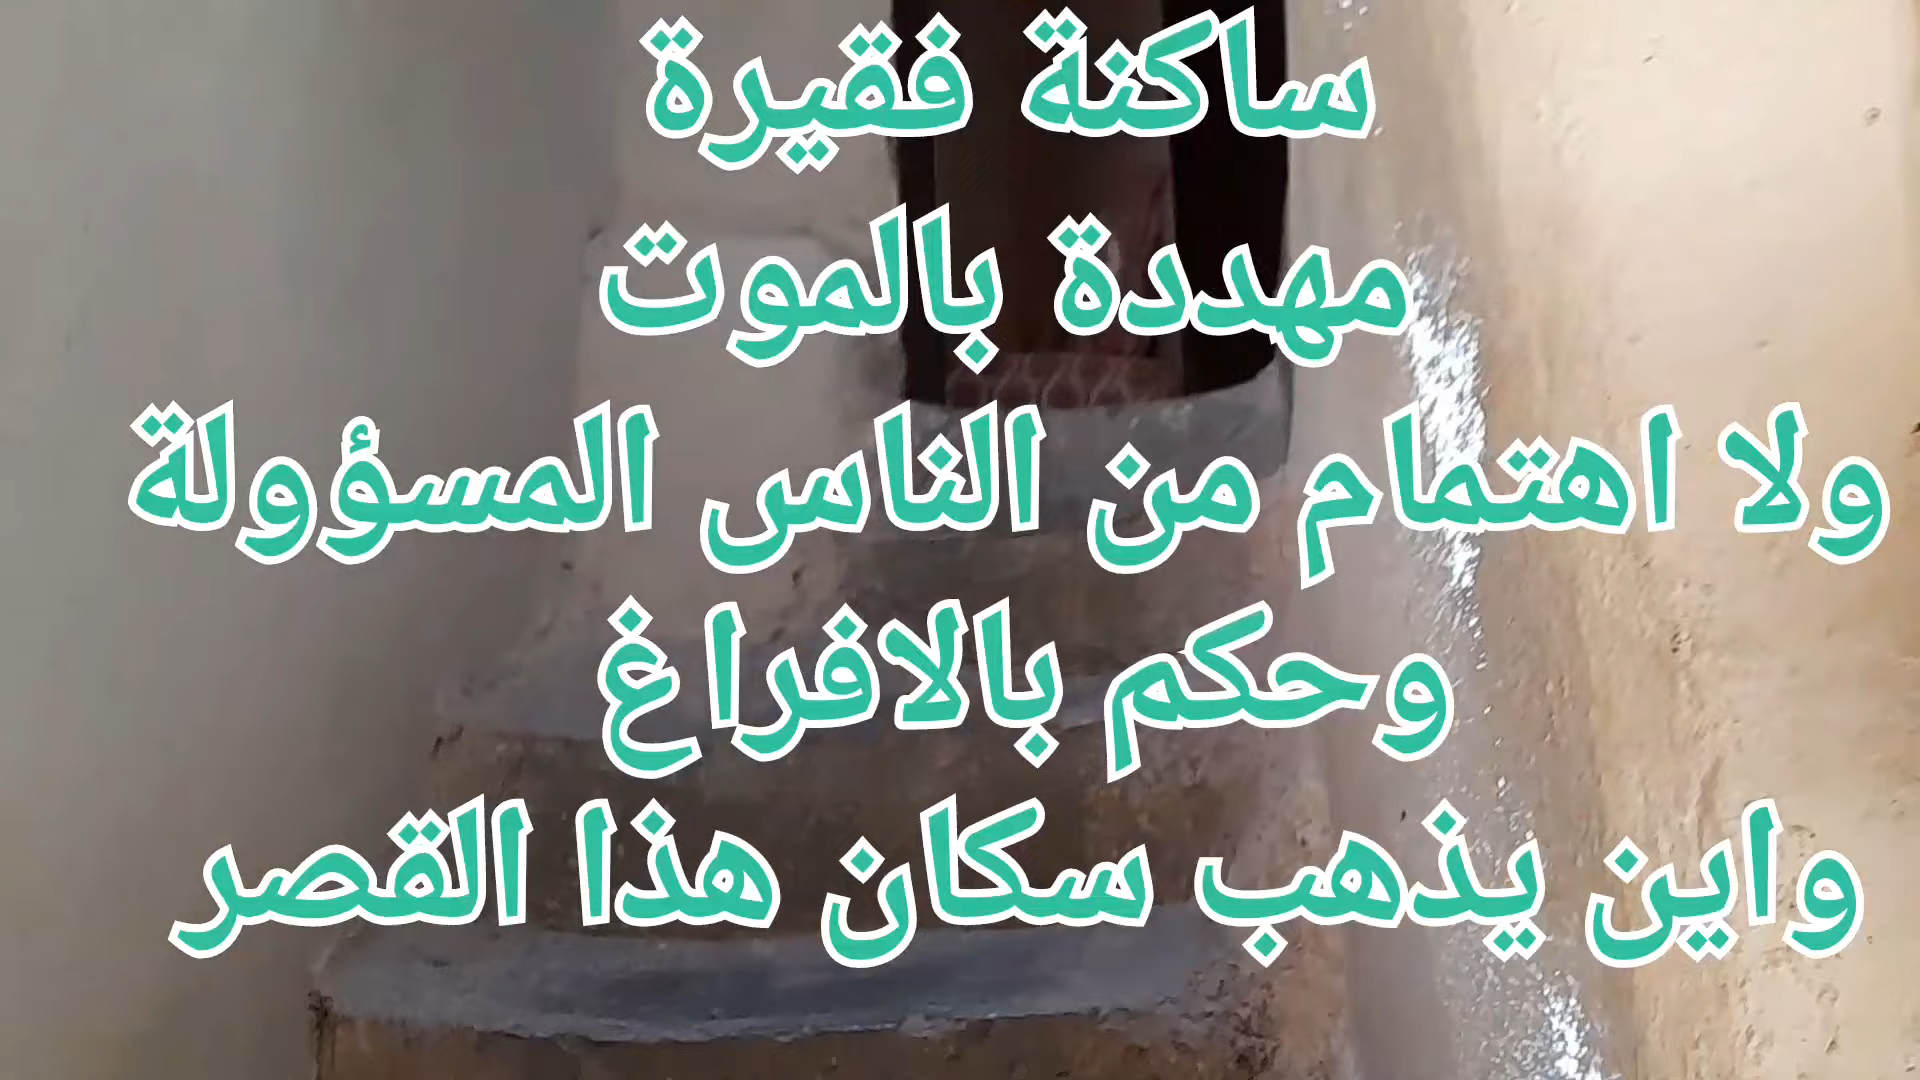 ساكنة فقيرة
مهددة بالموت
ولا اهتمام من الناس المسؤولة
وحكم بالافراغ
واين يذهب سكان هذا القصر